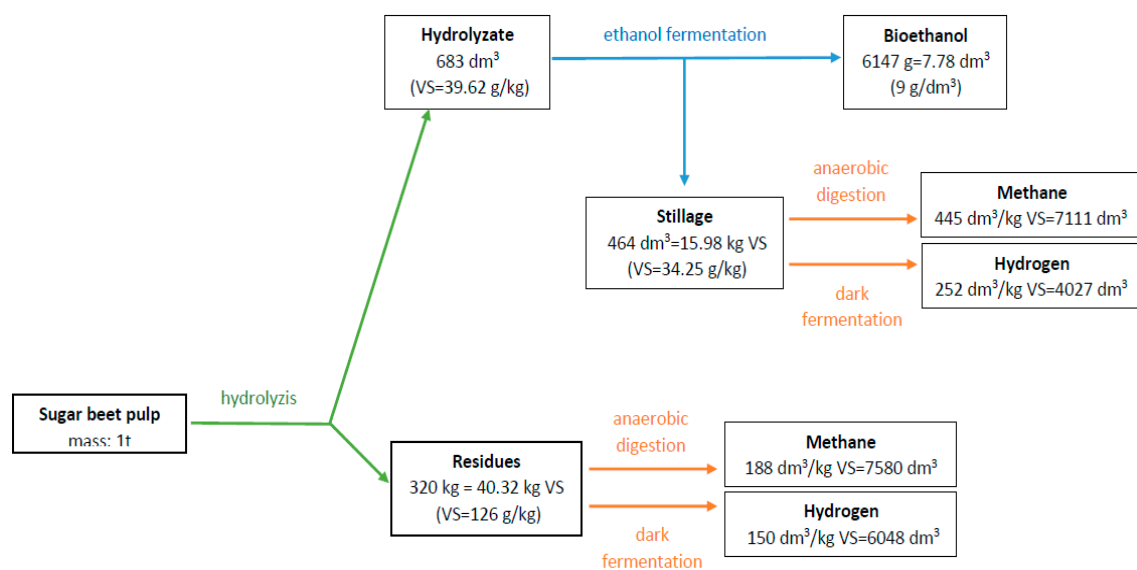 Hydrolyzate
683 dm³
(VS=39.62 g/kg)
ethanol fermentation
Bioethanol
6147 g=7.78 dm³
(9 g/dm³)
Stillage
464 dm³=15.98 kg VS
(VS=34.25 g/kg)
anaerobic
digestion
Methane
445 dm³/kg VS=7111 dm³
Hydrogen
252 dm³/kg VS=4027 dm³
dark
fermentation
Sugar beet pulp
mass: 1t
hydrolyzis
Residues
320 kg = 40.32 kg VS
(VS=126 g/kg)
anaerobic
digestion
Methane
188 dm³/kg VS=7580 dm³
Hydrogen
150 dm³/kg VS=6048 dm³
dark
fermentation